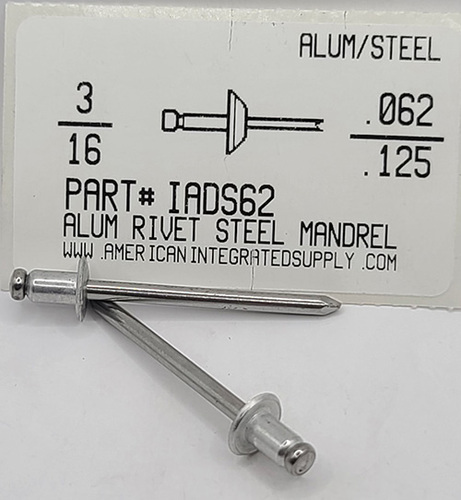 ALUM/STEEL
3
16
.062
.125
PART# IADS62
ALUM RIVET STEEL MANDREL
WWW.AMERICANINTEGRATEDSUPPLY.COM